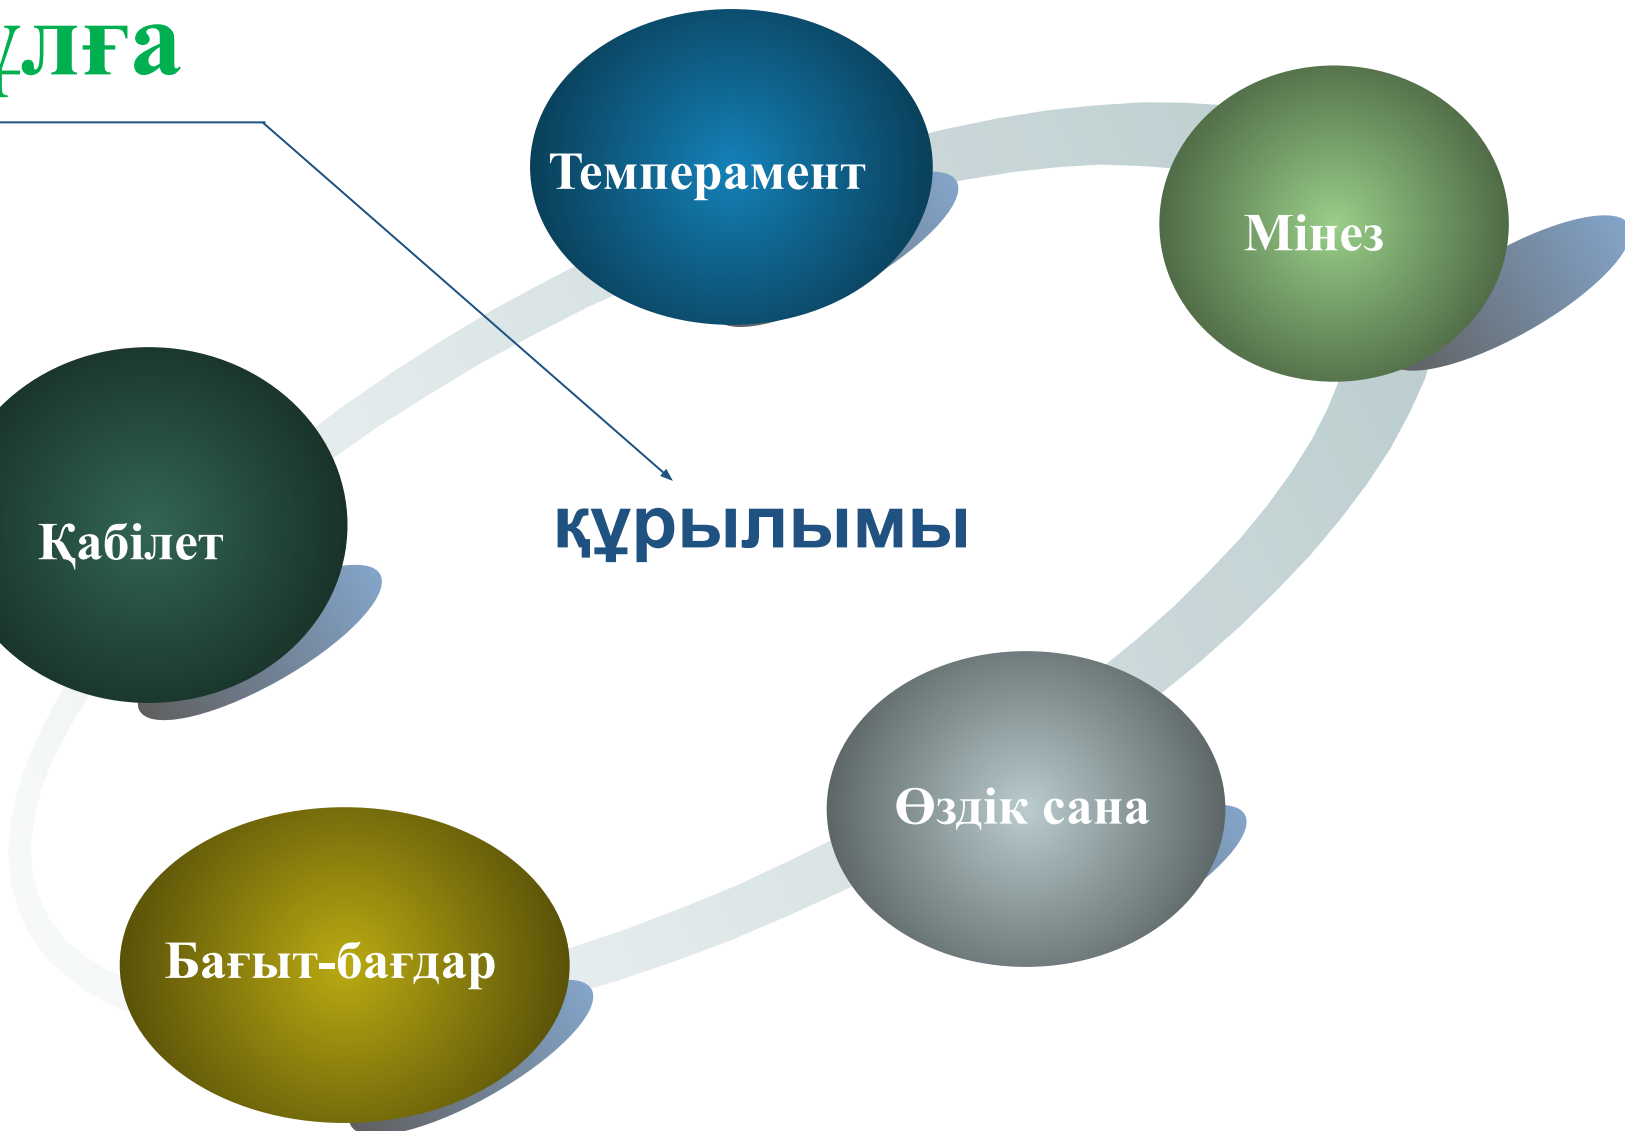 Темперамент
Мінез
Қабілет
құрылымы
Өздік сана
Бағыт-бағдар